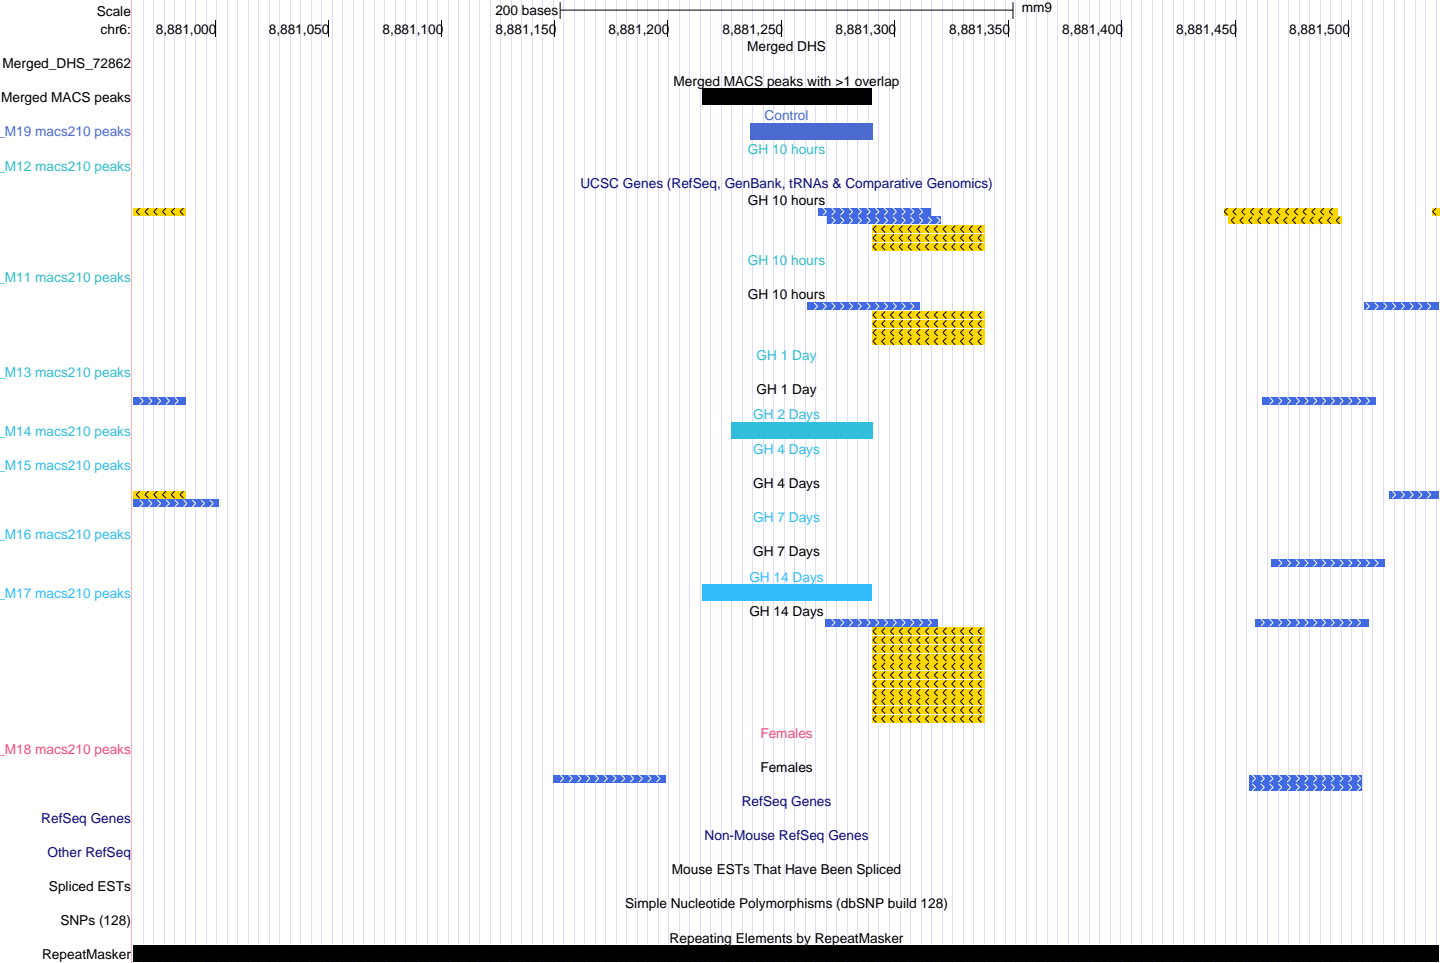 Scale 200 bases mm9
chr6: 8,881,000 8,881,050 8,881,100 8,881,150 8,881,200 8,881,250 8,881,300 8,881,350 8,881,400 8,881,450 8,881,500
Merged DHS
Merged_DHS_72862
Merged MACS peaks with >1 overlap
Merged MACS peaks
Control
_M19 macs210 peaks
GH 10 hours
_M12 macs210 peaks
UCSC Genes (RefSeq, GenBank, tRNAs & Comparative Genomics)
GH 10 hours
GH 10 hours
_M11 macs210 peaks
GH 10 hours
GH 1 Day
_M13 macs210 peaks
GH 1 Day
GH 2 Days
_M14 macs210 peaks
GH 4 Days
_M15 macs210 peaks
GH 4 Days
GH 7 Days
_M16 macs210 peaks
GH 7 Days
GH 14 Days
_M17 macs210 peaks
GH 14 Days
Females
_M18 macs210 peaks
Females
RefSeq Genes
RefSeq Genes
Non-Mouse RefSeq Genes
Other RefSeq
Mouse ESTs That Have Been Spliced
Spliced ESTs
Simple Nucleotide Polymorphisms (dbSNP build 128)
SNPs (128)
Repeating Elements by RepeatMasker
RepeatMasker